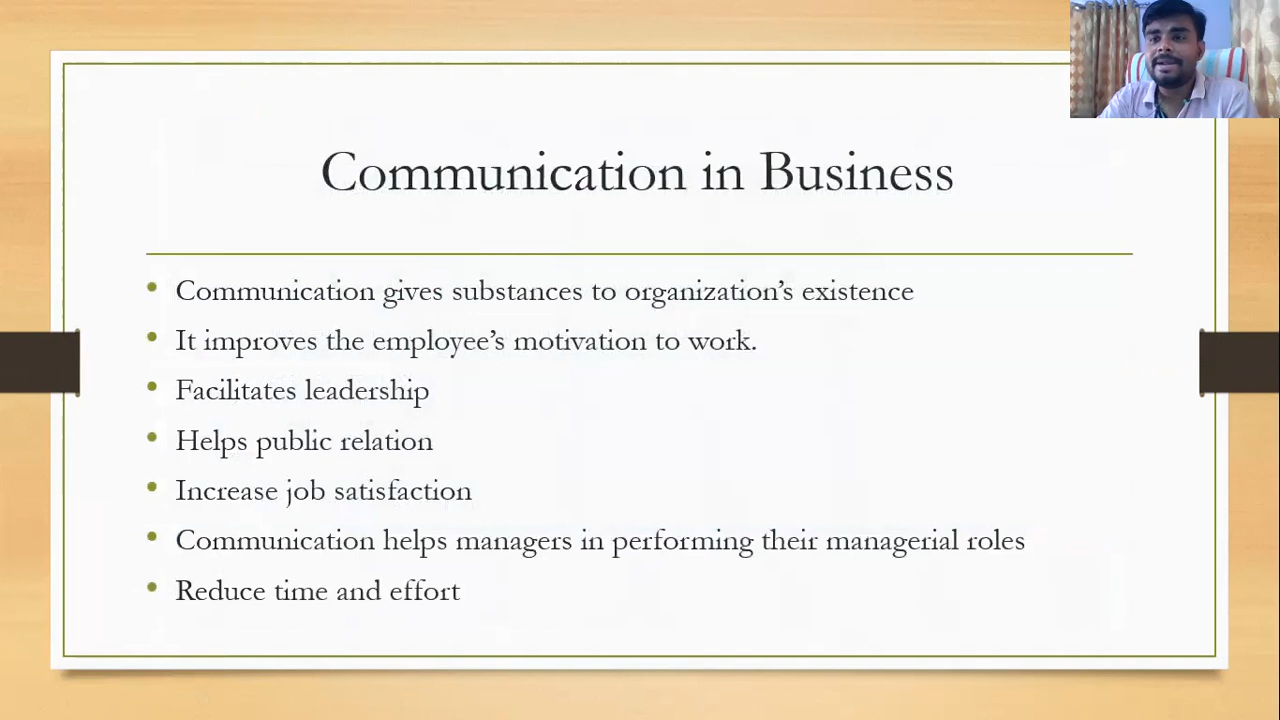 Communication in Business
• Communication gives substances to organization’s existence
• It improves the employee’s motivation to work.
• Facilitates leadership
• Helps public relation
• Increase job satisfaction
• Communication helps managers in performing their managerial roles
• Reduce time and effort